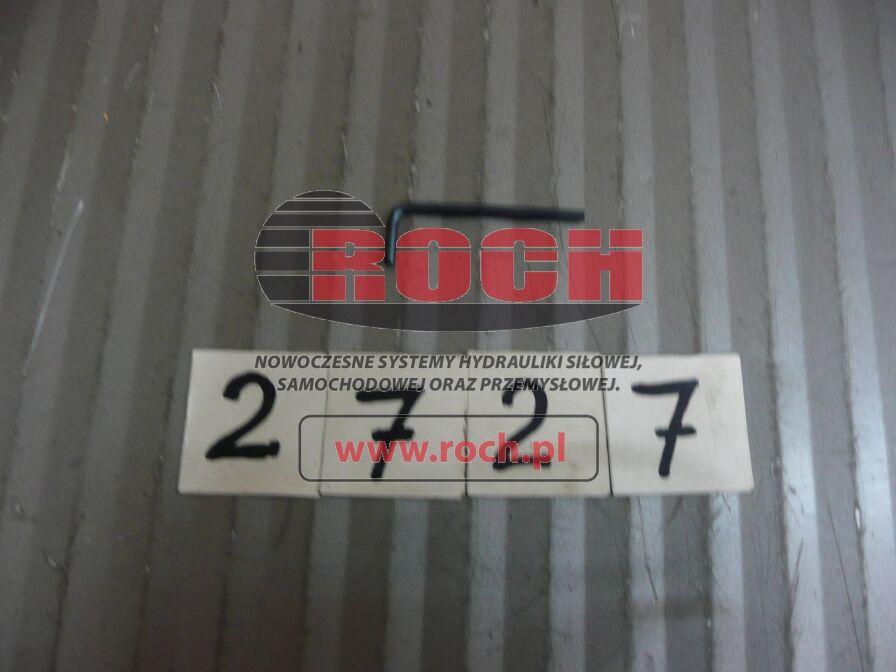 ROCH
NOWOCZESNE SYSTEMY HYDRAULIKI SIŁOWEJ,
SAMOCHODOWEJ ORAZ PRZEMYSŁOWEJ.
2 7 2 7
www.roch.pl